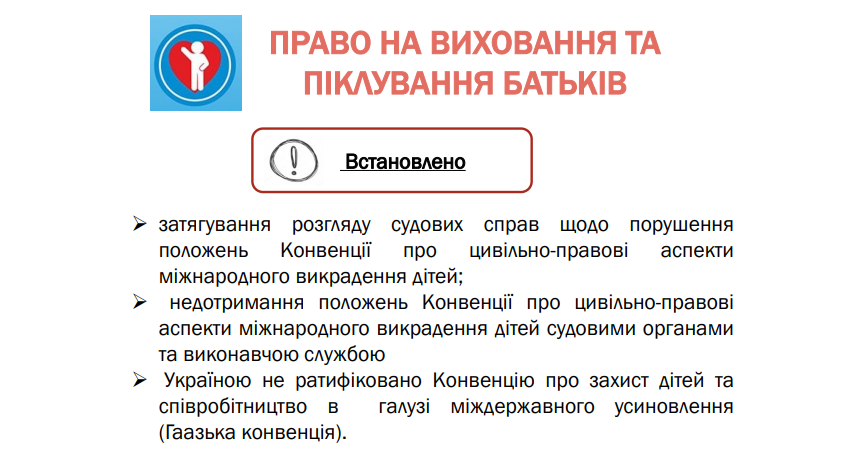 ПРАВО НА ВИХОВАННЯ ТА
ПІКЛУВАННЯ БАТЬКІВ
Встановлено
➢ затягування розгляду судових справ щодо порушення
положень Конвенції про цивільно-правові аспекти
міжнародного викрадення дітей;
➢ недотримання положень Конвенції про цивільно-правові
аспекти міжнародного викрадення дітей судовими органами
та виконавчою службою
➢ Україною не ратифіковано Конвенцію про захист дітей та
співробітництво в галузі міждержавного усиновлення
(Гаазька конвенція).